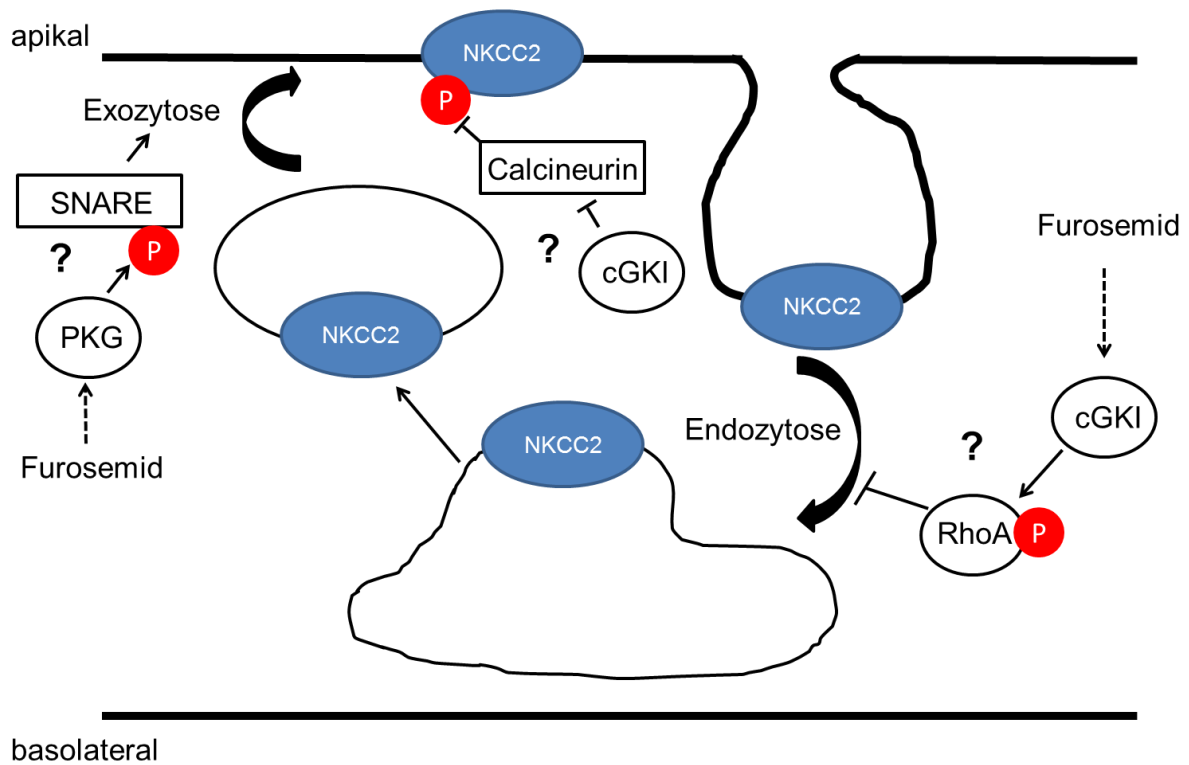 apikal
NKCC2
P
Exozytose
Calcineurin
SNARE
P
?
?
cGKI
Furosemid
PKG
NKCC2
NKCC2
Furosemid
NKCC2
Endozytose
cGKI
?
RhoA
P
basolateral